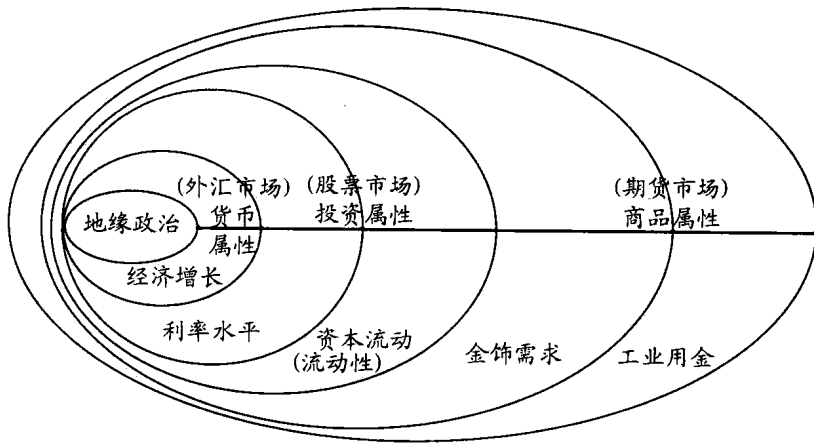 (外汇市场)
货币
属性
(股票市场)
投资属性
(期货市场)
商品属性
地缘政治
经济增长
利率水平
资本流动
(流动性)
金饰需求
工业用金